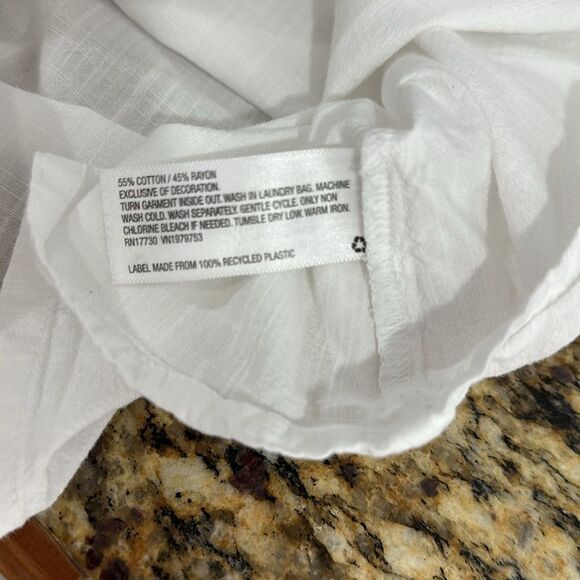 55% COTTON / 45% RAYON
EXCLUSIVE OF DECORATION.
TURN GARMENT INSIDE OUT. WASH IN LAUNDRY BAG. MACHINE
WASH COLD. WASH SEPARATELY. GENTLE CYCLE. ONLY NON
CHLORINE BLEACH IF NEEDED. TUMBLE DRY LOW. WARM IRON.
RN17730 VN1979753
LABEL MADE FROM 100% RECYCLED PLASTIC